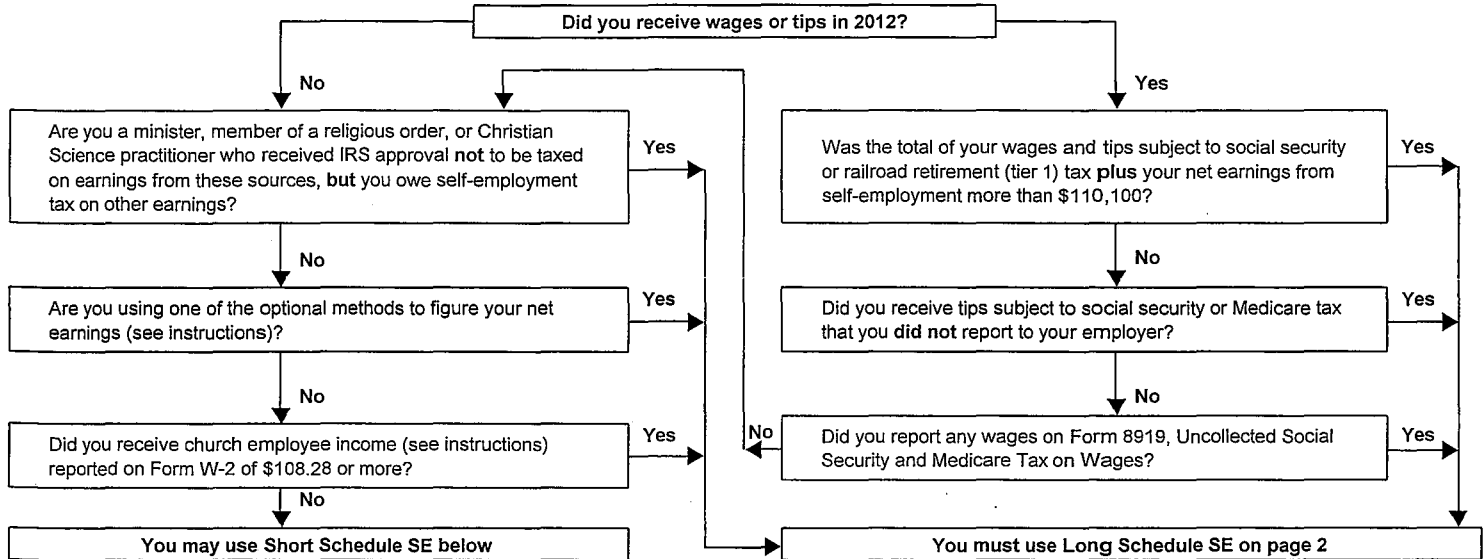 Did you receive wages or tips in 2012?
No
Yes
Are you a minister, member of a religious order, or Christian
Science practitioner who received IRS approval not to be taxed
on earnings from these sources, but you owe self-employment
tax on other earnings?
Yes
Was the total of your wages and tips subject to social security
or railroad retirement (tier 1) tax plus your net earnings from
self-employment more than $110,100?
Yes
No
No
Are you using one of the optional methods to figure your net
earnings (see instructions)?
Yes
Did you receive tips subject to social security or Medicare tax
that you did not report to your employer?
Yes
No
No
Did you receive church employee income (see instructions)
reported on Form W-2 of $108.28 or more?
Yes
No
Did you report any wages on Form 8919, Uncollected Social
Security and Medicare Tax on Wages?
Yes
No
You may use Short Schedule SE below
You must use Long Schedule SE on page 2